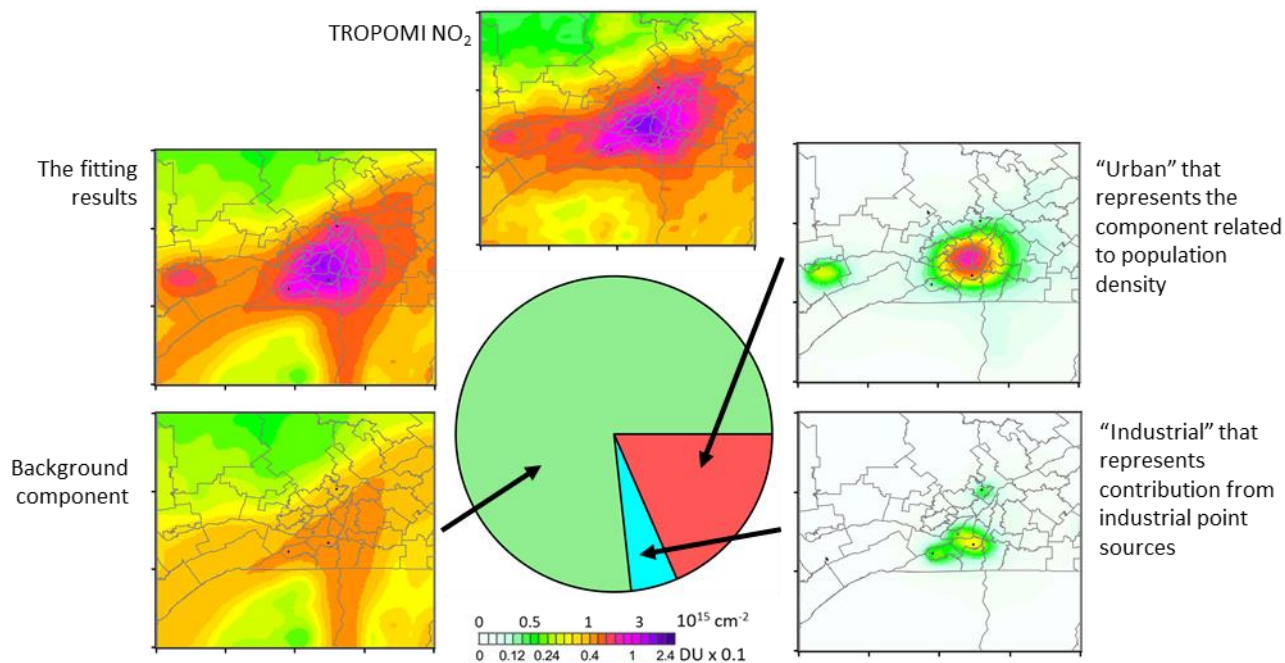 TROPOMI NO₂
The fitting
results
"Urban" that
represents the
component related
to population
density
Background
component
"Industrial" that
represents
contribution from
industrial point
sources
0 0.5 1 3 10¹⁵ cm⁻²
0 0.12 0.24 0.4 1 2.4 DU x 0.1